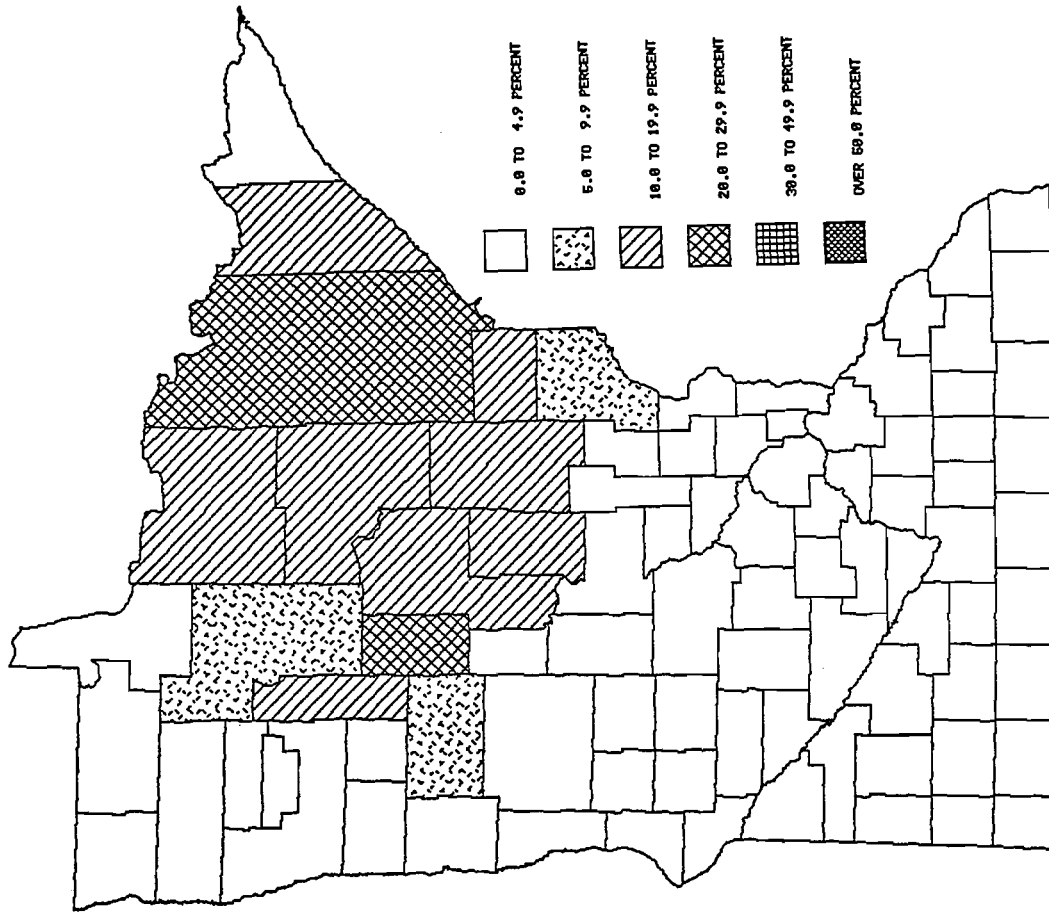 0.0 TO 4.9 PERCENT
5.0 TO 9.9 PERCENT
10.0 TO 19.9 PERCENT
20.0 TO 29.9 PERCENT
30.0 TO 49.9 PERCENT
OVER 50.0 PERCENT